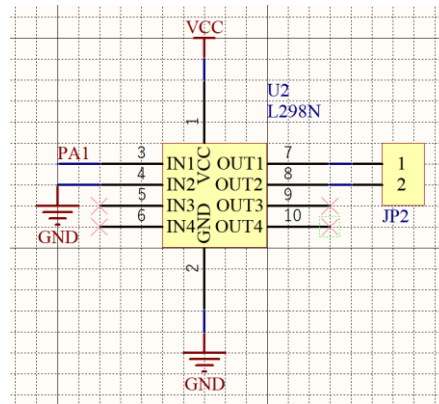 VCC
U2
L298N
1
PA1 3 IN1 VCC OUT1 7 1
4 IN2 OUT2 8 2
5 IN3 OUT3 9
6 IN4 GND OUT4 10
JP2
GND
2
GND